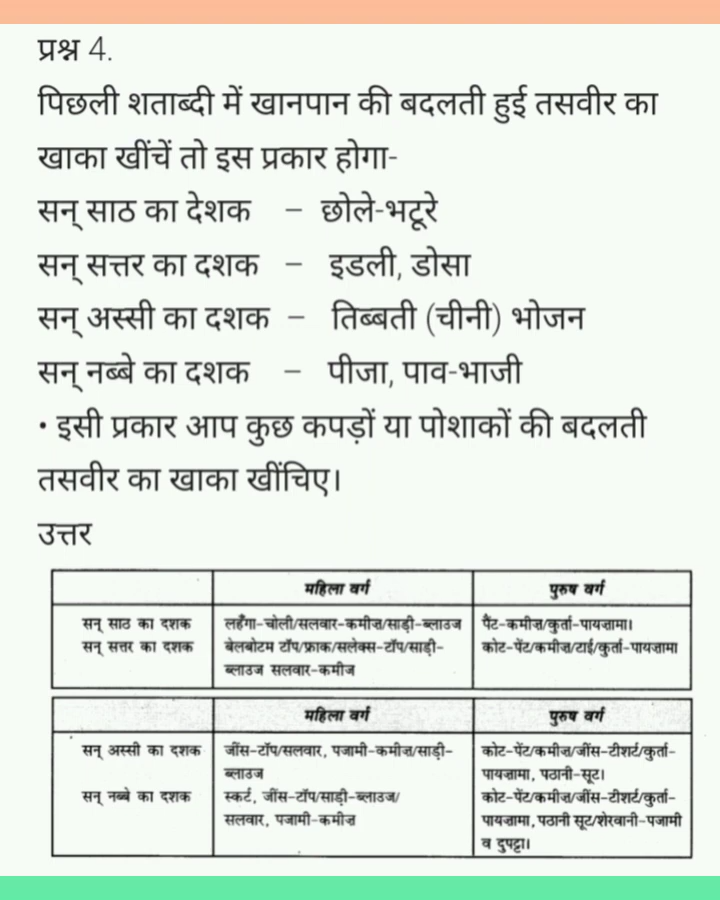 प्रश्न 4.
पिछली शताब्दी में खानपान की बदलती हुई तसवीर का
खाका खींचें तो इस प्रकार होगा-
सन् साठ का देशक – छोले-भटूरे
सन् सत्तर का दशक – इडली, डोसा
सन् अस्सी का दशक – तिब्बती (चीनी) भोजन
सन् नब्बे का दशक – पीजा, पाव-भाजी
• इसी प्रकार आप कुछ कपड़ों या पोशाकों की बदलती
तसवीर का खाका खींचिए।
उत्तर
महिला वर्ग पुरुष वर्ग
सन् साठ का दशक लहँगा-चोली/सलवार-कमीज/साड़ी-ब्लाउज पैंट-कमीज/कुर्ता-पायजामा।
सन् सत्तर का दशक बेलबोटम टॉप/फ्राक/सलेक्स-टॉप/साड़ी- कोट-पेंट/कमीज/टाई/कुर्ता-पायजामा
ब्लाउज सलवार-कमीज
महिला वर्ग पुरुष वर्ग
सन् अस्सी का दशक जींस-टॉप/सलवार, पजामी-कमीज/साड़ी- कोट-पेंट/कमीज/जींस-टीशर्ट/कुर्ता-
ब्लाउज पायजामा, पठानी-सूट।
सन् नब्बे का दशक स्कर्ट, जींस-टॉप/साड़ी-ब्लाउज/ कोट-पेंट/कमीज/जींस-टीशर्ट/कुर्ता-
सलवार, पजामी-कमीज पायजामा, पठानी सूट/शेरवानी-पजामी
व दुपट्टा।